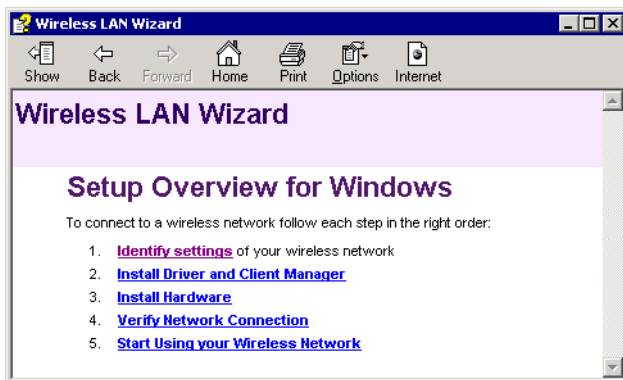 Wireless LAN Wizard
Show Back Forward Home Print Options Internet
Wireless LAN Wizard
Setup Overview for Windows
To connect to a wireless network follow each step in the right order:
1. Identify settings of your wireless network
2. Install Driver and Client Manager
3. Install Hardware
4. Verify Network Connection
5. Start Using your Wireless Network